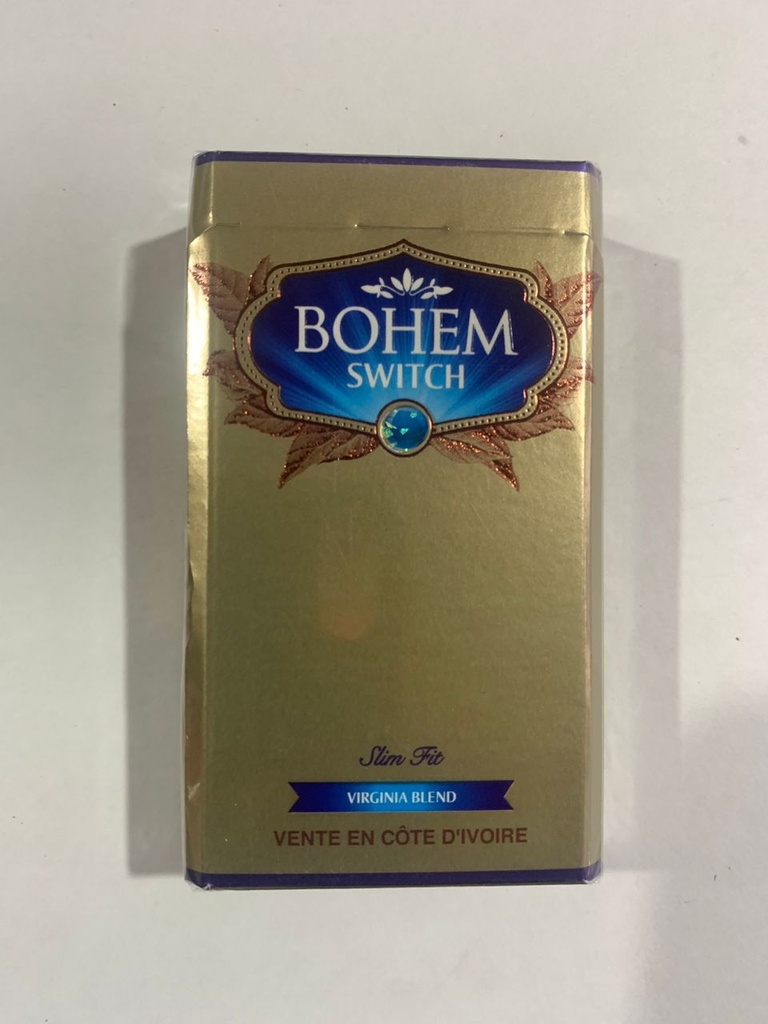 BOHEM
SWITCH
Slim Fit
VIRGINIA BLEND
VENTE EN CÔTE D'IVOIRE